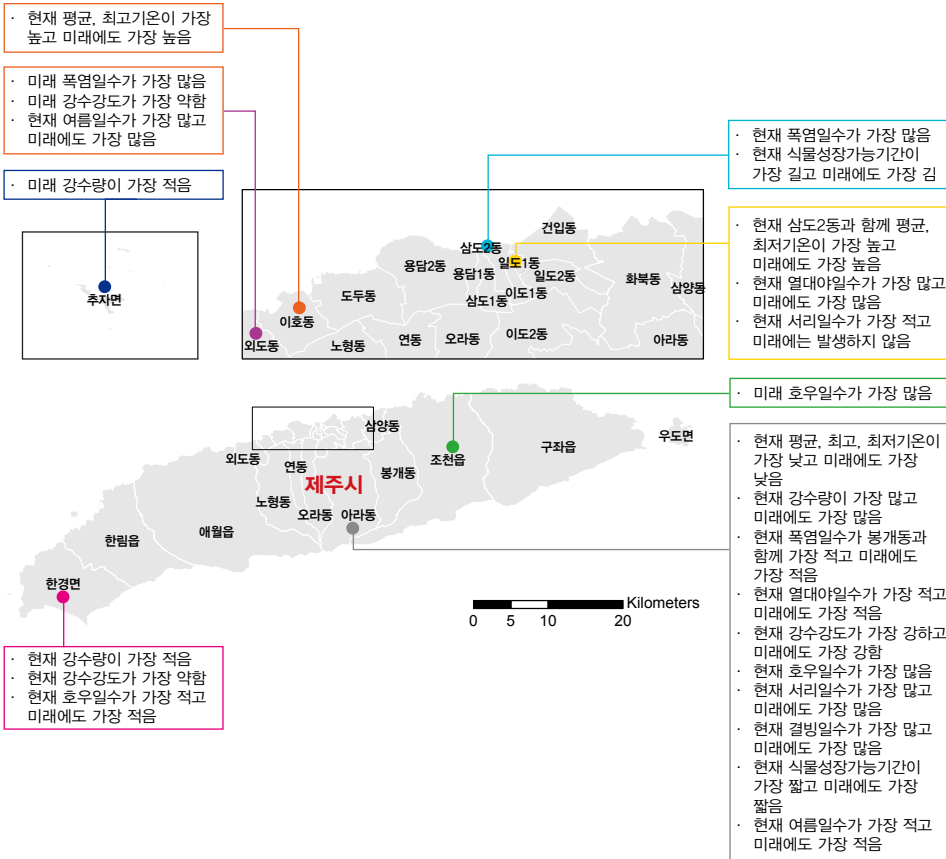 · 현재 평균, 최고기온이 가장
높고 미래에도 가장 높음
· 미래 폭염일수가 가장 많음
· 미래 강수강도가 가장 약함
· 현재 여름일수가 가장 많고
미래에도 가장 많음
· 미래 강수량이 가장 적음
추자면
· 현재 폭염일수가 가장 많음
· 현재 식물성장가능기간이
가장 길고 미래에도 가장 김
· 현재 삼도2동과 함께 평균,
최저기온이 가장 높고
미래에도 가장 높음
· 현재 열대야일수가 가장 많고
미래에도 가장 많음
· 현재 서리일수가 가장 적고
미래에는 발생하지 않음
건입동
삼도2동
용담2동
용담1동
일도1동
일도2동
화북동
삼양동
도두동
삼도1동
이도1동
이호동
외도동
노형동
연동
오라동
이도2동
아라동
· 미래 호우일수가 가장 많음
삼양동
우도면
구좌읍
외도동
연동
봉개동
조천읍
제주시
노형동
오라동
아라동
애월읍
한림읍
한경면
Kilometers
0 5 10 20
· 현재 강수량이 가장 적음
· 현재 강수강도가 가장 약함
· 현재 호우일수가 가장 적고
미래에도 가장 적음
· 현재 평균, 최고, 최저기온이
가장 낮고 미래에도 가장
낮음
· 현재 강수량이 가장 많고
미래에도 가장 많음
· 현재 폭염일수가 봉개동과
함께 가장 적고 미래에도
가장 적음
· 현재 열대야일수가 가장 적고
미래에도 가장 적음
· 현재 강수강도가 가장 강하고
미래에도 가장 강함
· 현재 호우일수가 가장 많음
· 현재 서리일수가 가장 많고
미래에도 가장 많음
· 현재 결빙일수가 가장 많고
미래에도 가장 많음
· 현재 식물성장가능기간이
가장 짧고 미래에도 가장
짧음
· 현재 여름일수가 가장 적고
미래에도 가장 적음